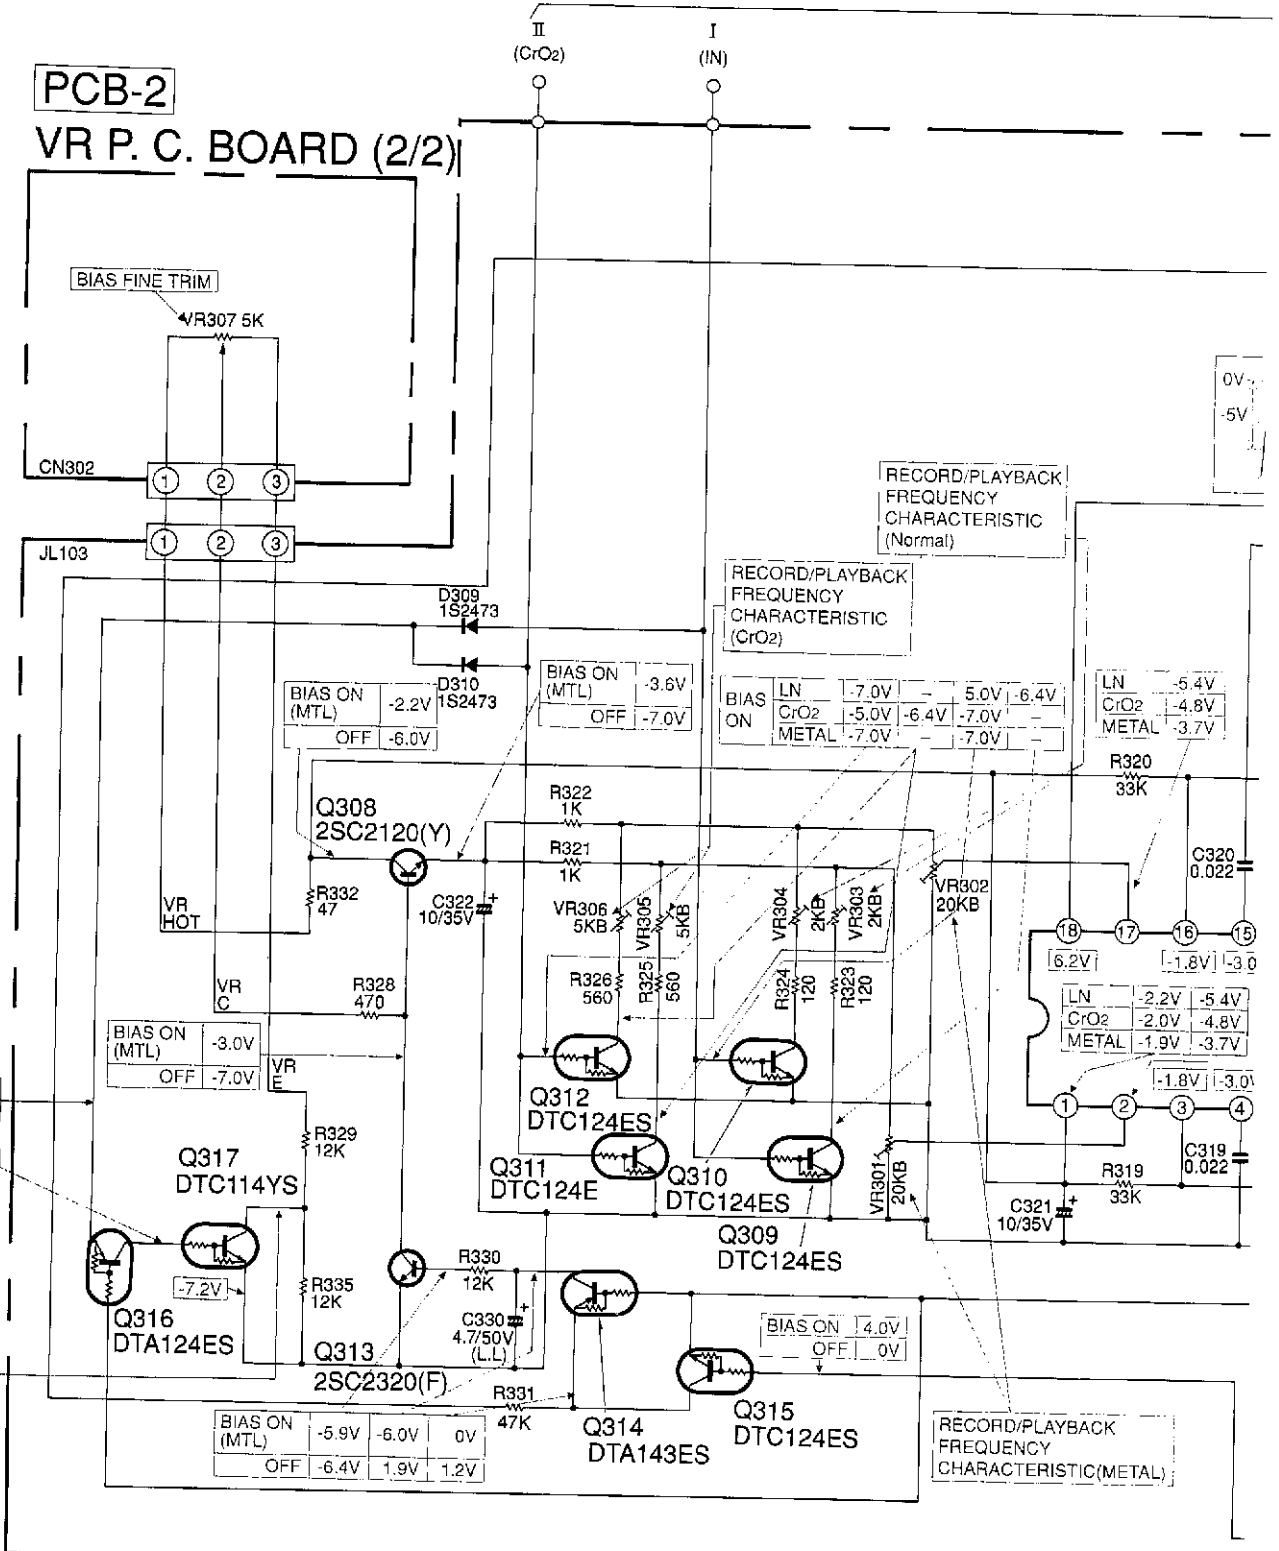 II
(CrO2)
I
(IN)
PCB-2
VR P. C. BOARD (2/2)
BIAS FINE TRIM
VR307 5K
0V
-5V
CN302
1 2 3
JL103
1 2 3
RECORD/PLAYBACK
FREQUENCY
CHARACTERISTIC
(Normal)
RECORD/PLAYBACK
FREQUENCY
CHARACTERISTIC
(CrO2)
D309
1S2473
D310
1S2473
BIAS ON
(MTL) -2.2V
OFF -6.0V
BIAS ON
(MTL) -3.6V
OFF -7.0V
BIAS
ON
LN -7.0V – 5.0V -6.4V
CrO2 -5.0V -6.4V -7.0V –
METAL -7.0V – -7.0V –
LN -5.4V
CrO2 -4.8V
METAL -3.7V
R320
33K
Q308
2SC2120(Y)
R322
1K
R321
1K
R332
47
C322
10/35V
+
VR306
5KB
VR305
5KB
VR304
2KB
VR303
2KB
VR302
20KB
C320
0.022
VR
HOT
18 17 16 15
6.2V -1.8V -3.0
R328
470
VR
C
R326
560
R325
560
R324
120
R323
120
LN -2.2V -5.4V
CrO2 -2.0V -4.8V
METAL -1.9V -3.7V
-1.8V -3.0V
1 2 3 4
BIAS ON
(MTL) -3.0V
OFF -7.0V
VR
E
Q312
DTC124ES
R329
12K
Q317
DTC114YS
Q311
DTC124E
Q310
DTC124ES
VR301
20KB
R319
33K
C319
0.022
C321
10/35V
+
Q309
DTC124ES
-7.2V
R335
12K
R330
12K
Q316
DTA124ES
Q313
2SC2320(F)
C330
4.7/50V
(L.L)
+
BIAS ON 4.0V
OFF 0V
R331
47K
Q314
DTA143ES
Q315
DTC124ES
BIAS ON
(MTL) -5.9V -6.0V 0V
OFF -6.4V 1.9V 1.2V
RECORD/PLAYBACK
FREQUENCY
CHARACTERISTIC(METAL)